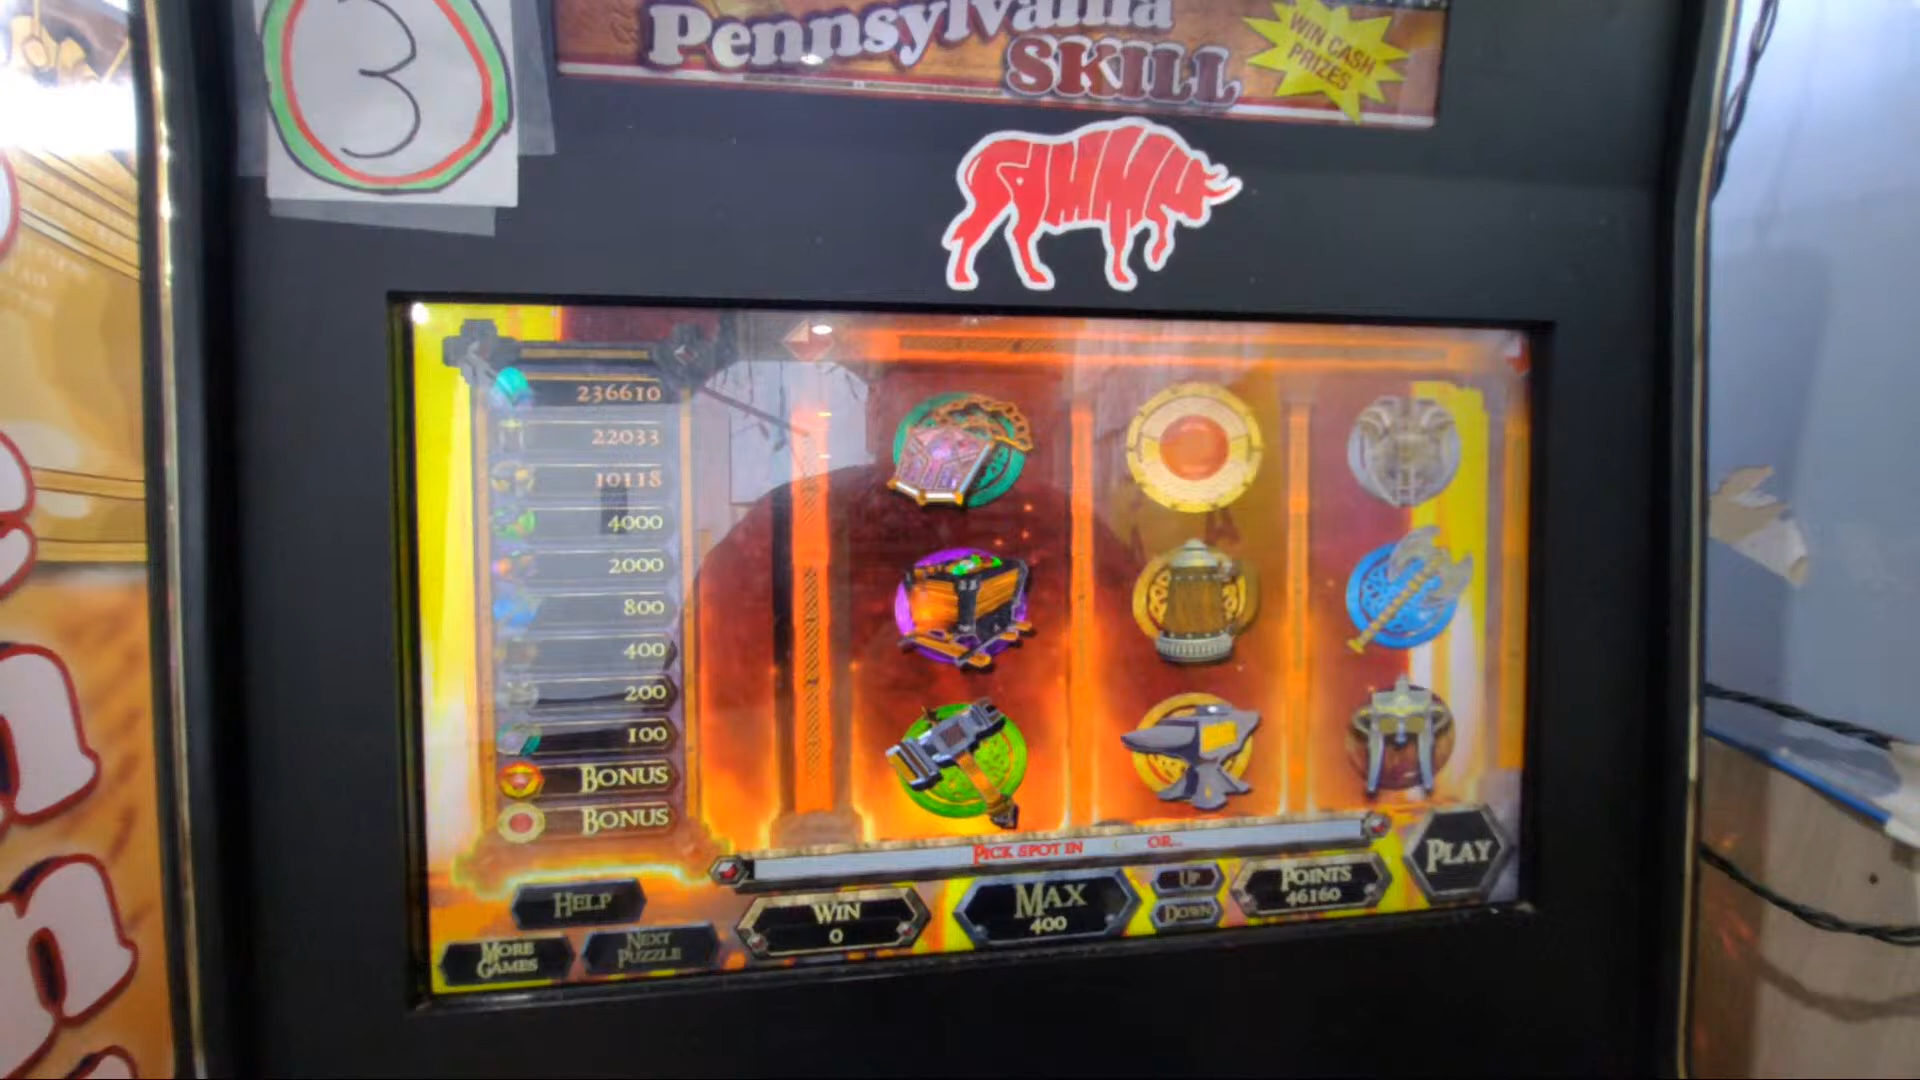 3
Pennsylvania
SKILL
WIN CASH
PRIZES
236610
22033
10118
4000
2000
800
400
200
100
BONUS
BONUS
PICK SPOT IN
OR...
HELP
MORE
GAMES
NEXT
PUZZLE
WIN
0
MAX
400
UP
DOWN
POINTS
46160
PLAY